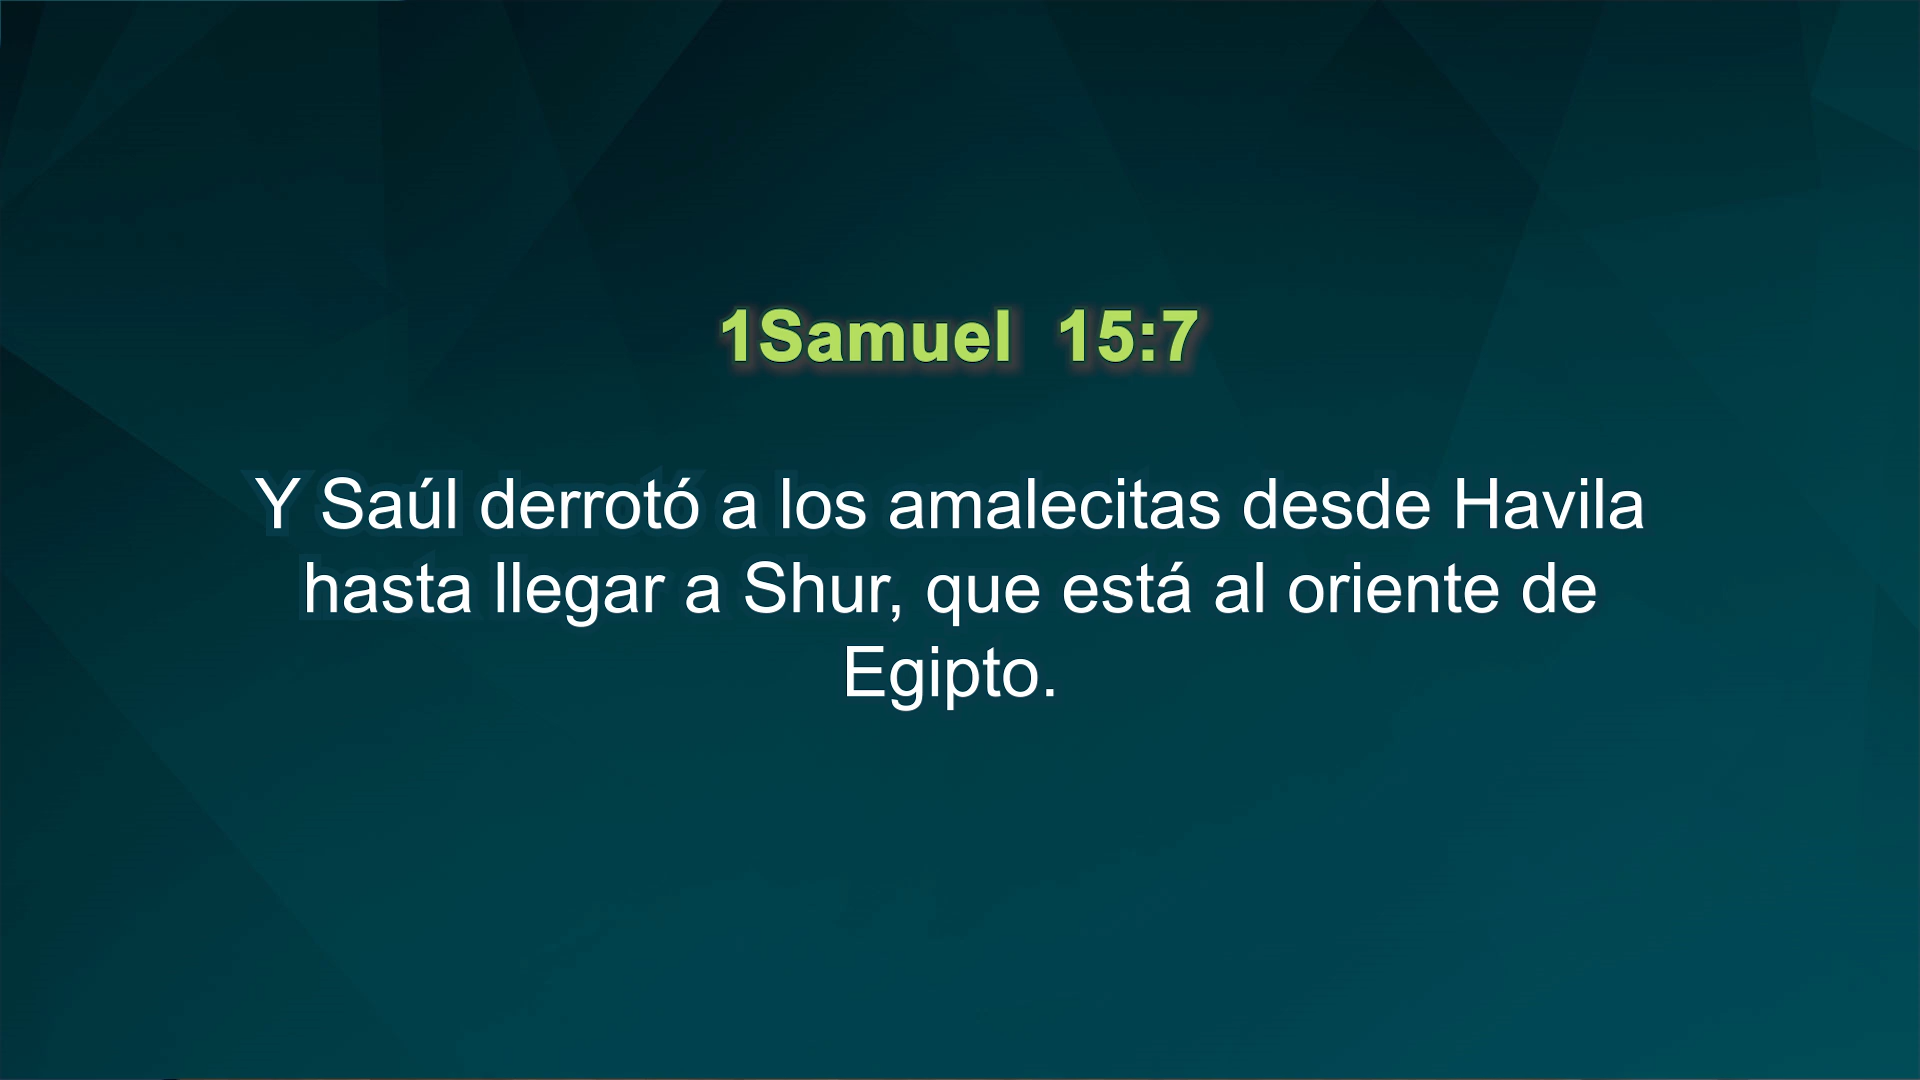 1Samuel 15:7
Y Saúl derrotó a los amalecitas desde Havila
hasta llegar a Shur, que está al oriente de
Egipto.